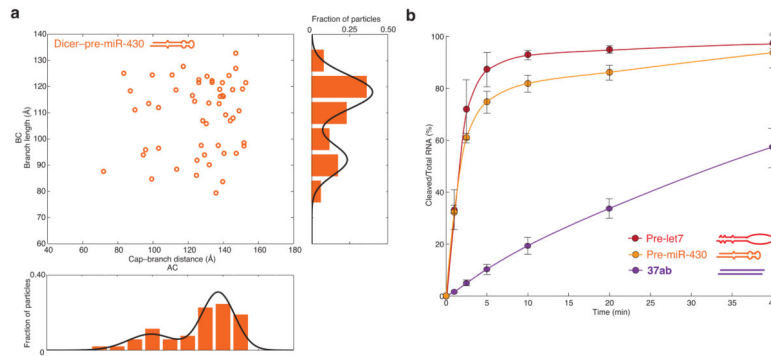 a
Fraction of particles
0 0.25 0.50
140
130
120
110
100
90
80
70
60
BC
Branch length (Å)
Dicer–pre-miR-430
40 60 80 100 120 140 160 180
Cap–branch distance (Å)
AC
0.40
0
Fraction of particles
b
100
80
60
40
20
0
Cleaved/Total RNA (%)
Pre-let7
Pre-miR-430
37ab
0 5 10 15 20 25 30 35 40
Time (min)